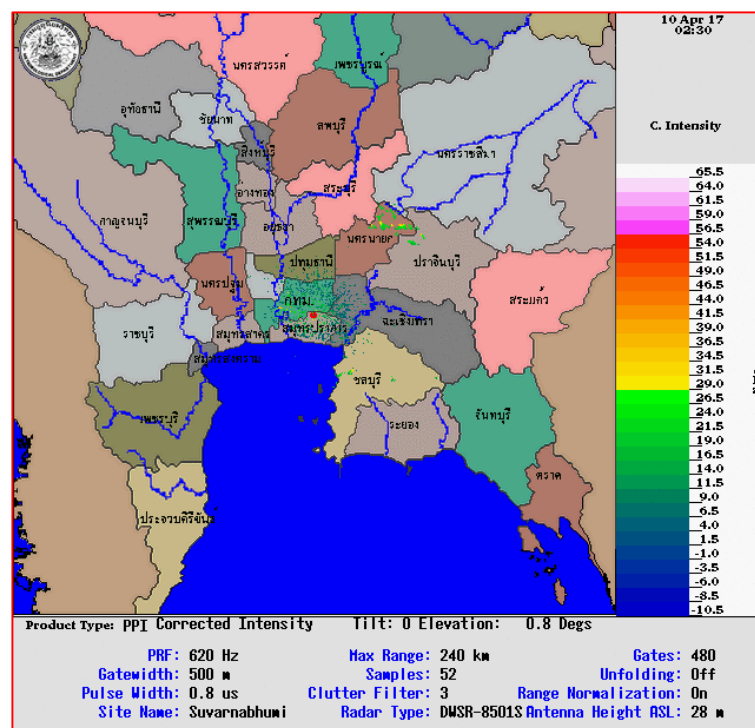 10 Apr 17
02:30
C. Intensity
นครสวรรค์
เพชรบูรณ์
อุทัยธานี
ชัยนาท
ลพบุรี
สิงห์บุรี
นครราชสีมา
อ่างทอง
สระบุรี
กาญจนบุรี
สุพรรณบุรี
อยุธยา
นครนายก
ปราจีนบุรี
ปทุมธานี
นครปฐม
กทม.
สระแก้ว
ราชบุรี
สมุทรสาคร
สมุทรปราการ
ฉะเชิงเทรา
สมุทรสงคราม
ชลบุรี
เพชรบุรี
ระยอง
จันทบุรี
ตราด
ประจวบคีรีขันธ์
65.5
64.0
61.5
59.0
56.5
54.0
51.5
49.0
46.5
44.0
41.5
39.0
36.5
34.5
31.5
29.0
26.5
24.0
21.5
19.0
16.5
14.0
11.5
9.0
6.5
4.0
1.5
-1.0
-3.5
-6.0
-8.5
-10.5
Product Type: PPI Corrected Intensity Tilt: 0 Elevation: 0.8 Degs
PRF: 620 Hz Max Range: 240 km Gates: 480
Gatewidth: 500 m Samples: 52 Unfolding: Off
Pulse Width: 0.8 us Clutter Filter: 3 Range Normalization: On
Site Name: Suvarnabhumi Radar Type: DWSR-8501S Antenna Height ASL: 28 m